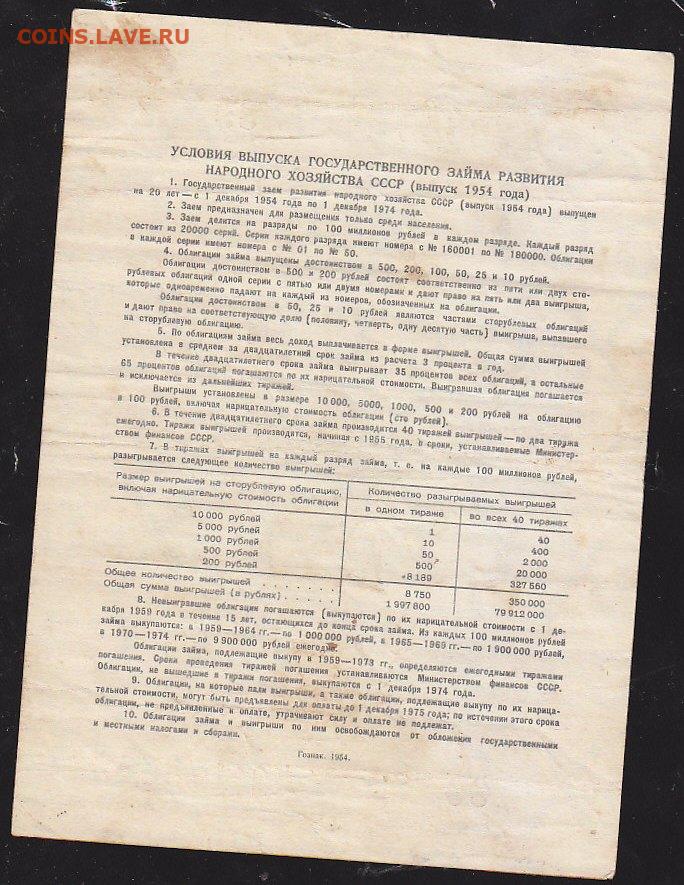 COINS.LAVE.RU
УСЛОВИЯ ВЫПУСКА ГОСУДАРСТВЕННОГО ЗАЙМА РАЗВИТИЯ
НАРОДНОГО ХОЗЯЙСТВА СССР (выпуск 1954 года)
1. Государственный заем развития народного хозяйства СССР (выпуск 1954 года) выпущен
на 20 лет — с 1 декабря 1954 года по 1 декабря 1974 года.
2. Заем предназначен для размещения только среди населения.
3. Заем делится на разряды по 100 миллионов рублей в каждом разряде. Каждый разряд
состоит из 20000 серий. Серии каждого разряда имеют номера с № 160001 по № 180000. Облигации
в каждой серии имеют номера с № 01 по № 50.
4. Облигации займа выпущены достоинством в 500, 200, 100, 50, 25 и 10 рублей.
Облигации достоинством в 500 и 200 рублей состоят соответственно из пяти или двух сто-
рублевых облигаций одной серии с пятью или двумя номерами и дают право на пять или два выигрыша,
которые одновременно падают на каждый из номеров, обозначенных на облигации.
Облигации достоинством в 50, 25 и 10 рублей являются частями сторублевых облигаций
и дают право на соответствующую долю (половину, четверть, одну десятую часть) выигрыша, выпавшего
на сторублевую облигацию.
5. По облигациям займа весь доход выплачивается в форме выигрышей. Общая сумма выигрышей
установлена в среднем за двадцатилетний срок займа из расчета 3 процента в год.
В течение двадцатилетнего срока займа выигрывает 35 процентов всех облигаций, а остальные
65 процентов облигаций погашаются по их нарицательной стоимости. Выигравшая облигация погашается
и исключается из дальнейших тиражей.
Выигрыши установлены в размере 10 000, 5000, 1000, 500 и 200 рублей на облигацию
в 100 рублей, включая нарицательную стоимость облигации (сто рублей).
6. В течение двадцатилетнего срока займа производится 40 тиражей выигрышей — по два тиража
ежегодно. Тиражи выигрышей производятся, начиная с 1955 года, в сроки, устанавливаемые Министер-
ством финансов СССР.
7. В тиражах выигрышей на каждый разряд займа, т. е. на каждые 100 миллионов рублей,
разыгрывается следующее количество выигрышей:
Размер выигрышей на сторублевую облигацию, включая нарицательную стоимость облигации
Количество разыгрываемых выигрышей
в одном тираже во всех 40 тиражах
10 000 рублей 1 40
5 000 рублей 10 400
1 000 рублей 50 2 000
500 рублей 500 20 000
200 рублей 8 189 327 560
Общее количество выигрышей . . . . . . . . 8 750 350 000
Общая сумма выигрышей (в рублях) . . . . . 1 997 800 79 912 000
8. Невыигравшие облигации погашаются (выкупаются) по их нарицательной стоимости с 1 де-
кабря 1959 года в течение 15 лет, остающихся до конца срока займа. Из каждых 100 миллионов рублей
займа выкупаются: в 1959—1964 гг. — по 1 000 000 рублей, в 1965—1969 гг. — по 1 900 000 рублей,
в 1970—1974 гг. — по 9 900 000 рублей ежегодно.
Облигации займа, подлежащие выкупу в 1959—1973 гг., определяются ежегодными тиражами
погашения. Сроки проведения тиражей погашения устанавливаются Министерством финансов СССР.
Облигации, не вышедшие в тиражи погашения, выкупаются с 1 декабря 1974 года.
9. Облигации, на которые пали выигрыши, а также облигации, подлежащие выкупу по их нарица-
тельной стоимости, могут быть предъявлены для оплаты до 1 декабря 1975 года; по истечении этого срока
облигации, не предъявленные к оплате, утрачивают силу и оплате не подлежат.
10. Облигации займа и выигрыши по ним освобождаются от обложения государственными
и местными налогами и сборами.
Гознак. 1954.